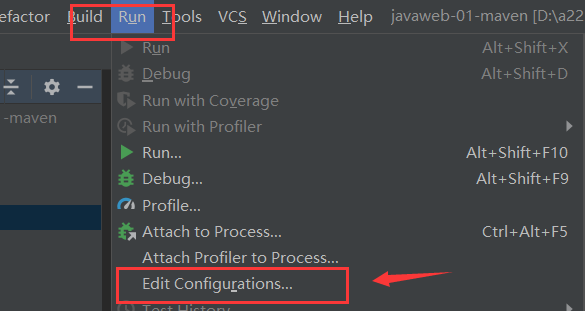 efactor Build Run Tools VCS Window Help javaweb-01-maven [D:\a22
Run Alt+Shift+X
-maven
Debug Alt+Shift+D
Run with Coverage
Run with Profiler
Run... Alt+Shift+F10
Debug... Alt+Shift+F9
Profile...
Attach to Process... Ctrl+Alt+F5
Attach Profiler to Process...
Edit Configurations...
Test History